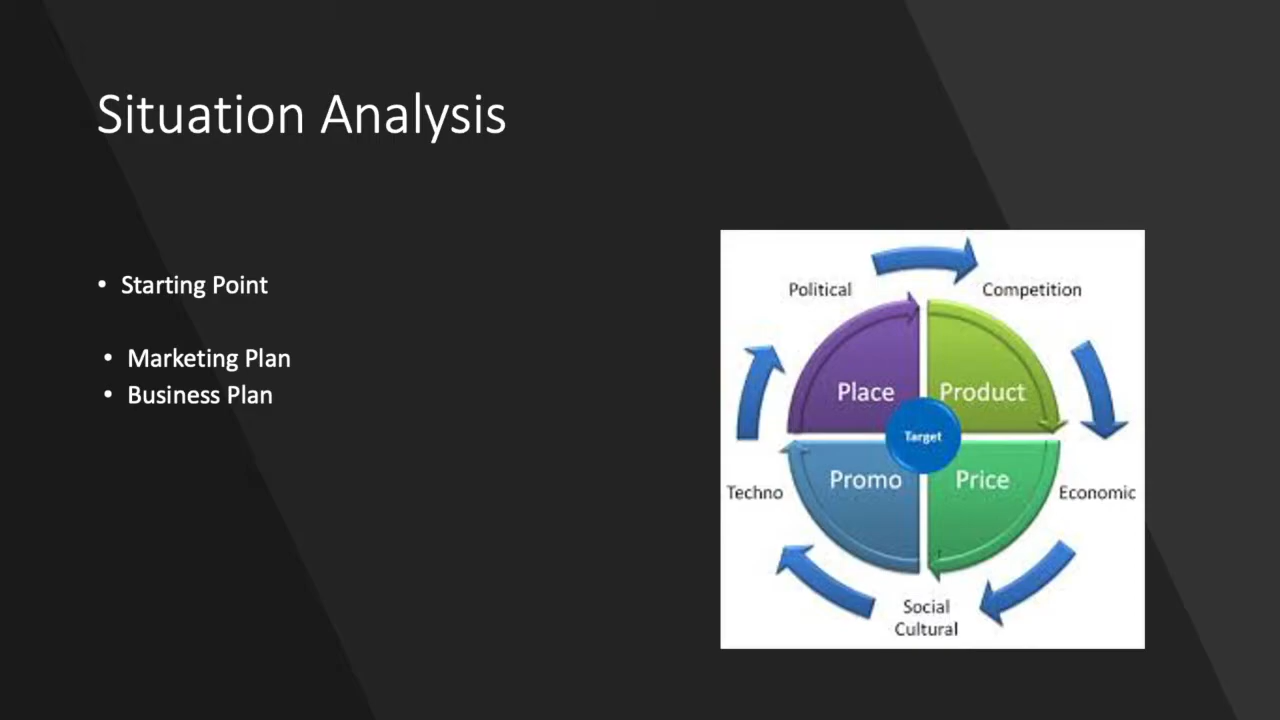 Situation Analysis
• Starting Point
• Marketing Plan
• Business Plan
Political
Competition
Place
Product
Target
Promo
Price
Techno
Economic
Social
Cultural